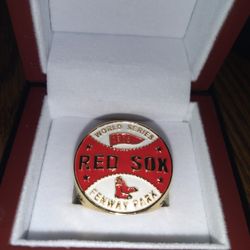 WORLD SERIES
RED SOX
FENWAY PARK